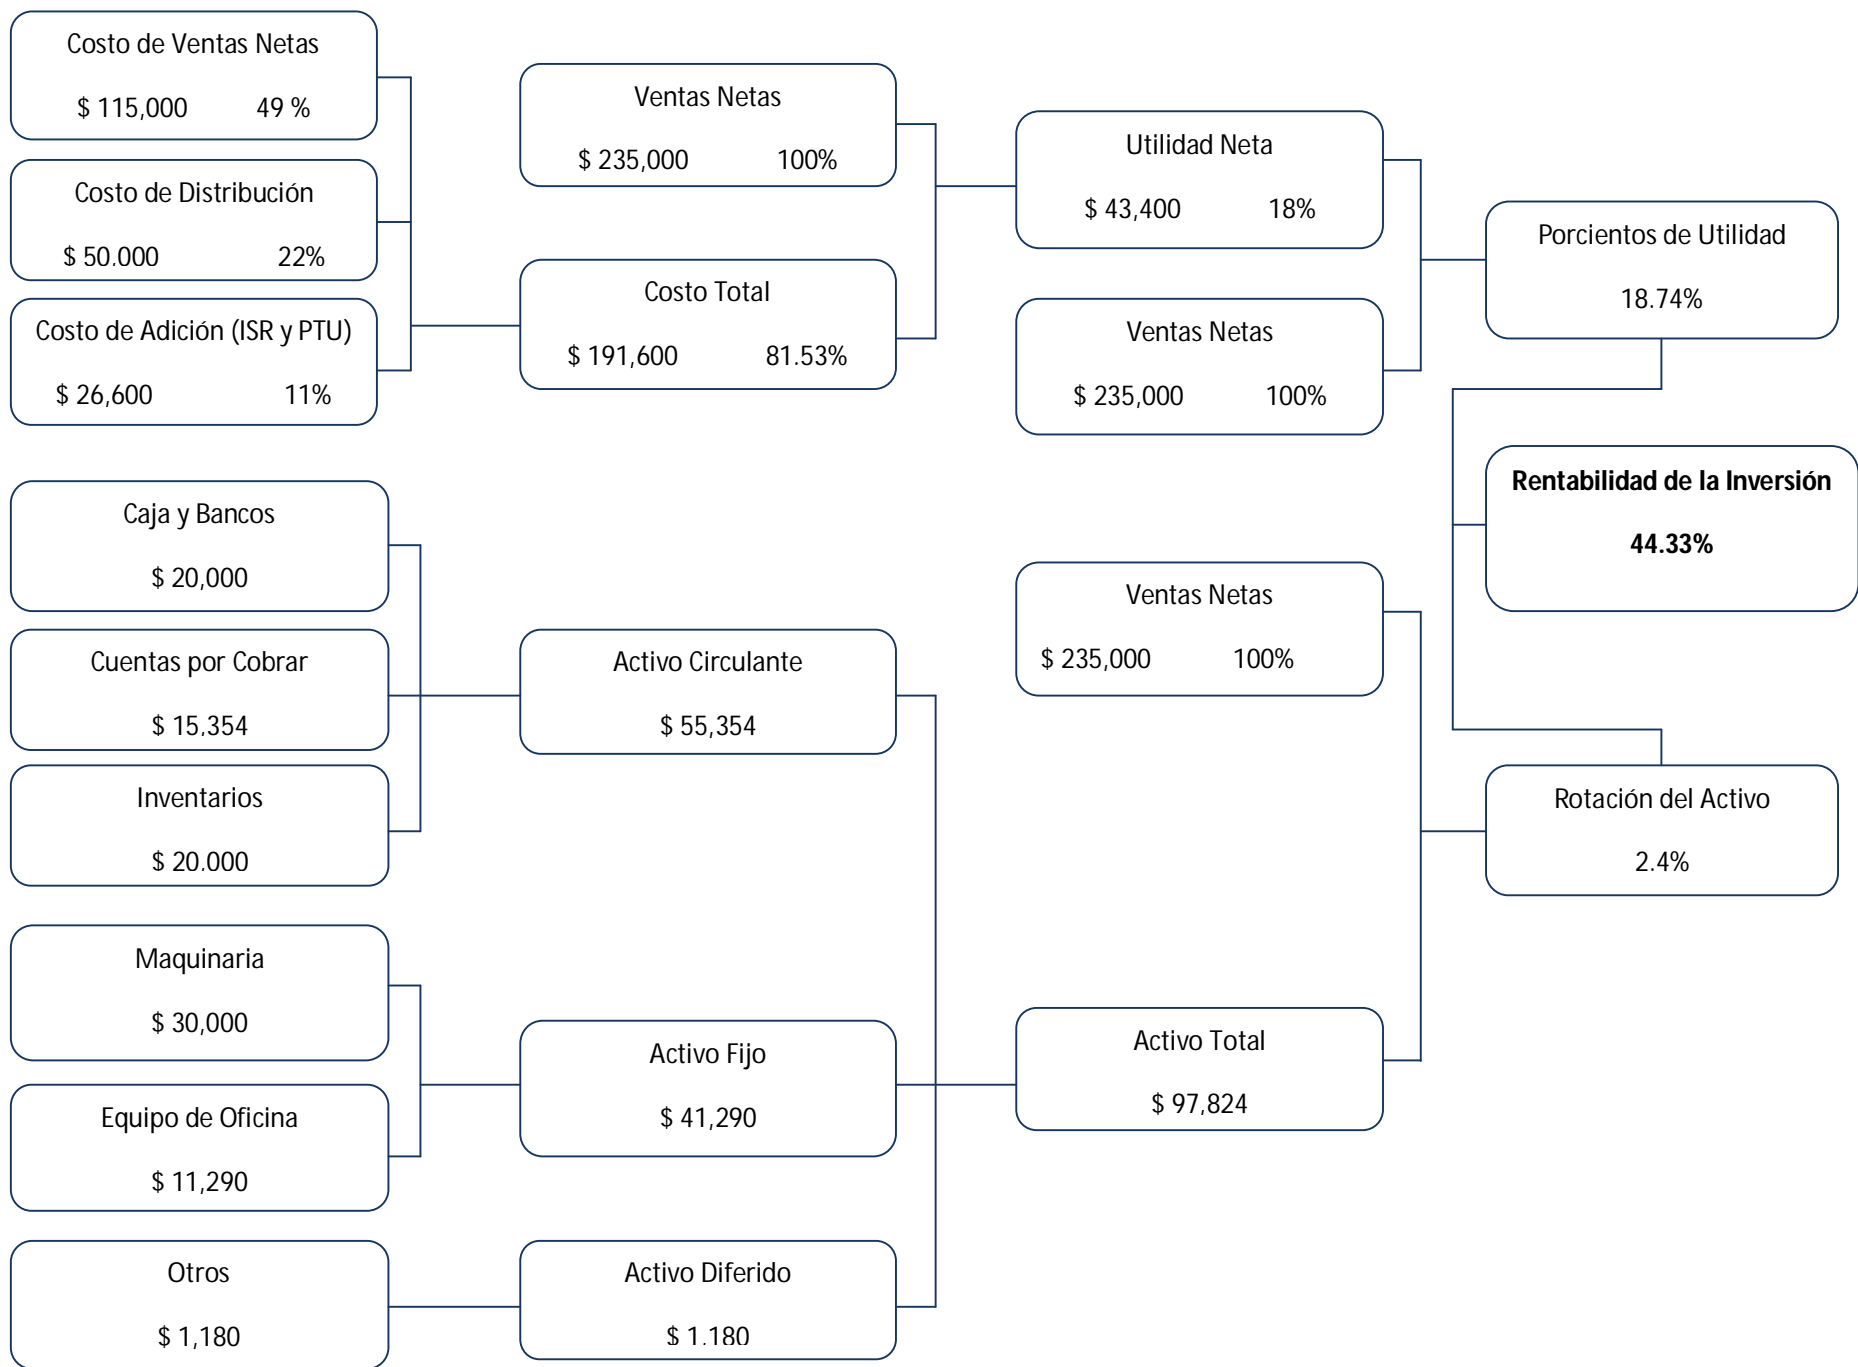 Costo de Ventas Netas
$ 115,000 49 %
Costo de Distribución
$ 50.000 22%
Costo de Adición (ISR y PTU)
$ 26,600 11%
Ventas Netas
$ 235,000 100%
Costo Total
$ 191,600 81.53%
Utilidad Neta
$ 43,400 18%
Ventas Netas
$ 235,000 100%
Porcientos de Utilidad
18.74%
Rentabilidad de la Inversión
44.33%
Caja y Bancos
$ 20,000
Cuentas por Cobrar
$ 15.354
Inventarios
$ 20.000
Activo Circulante
$ 55,354
Ventas Netas
$ 235,000 100%
Rotación del Activo
2.4%
Maquinaria
$ 30,000
Equipo de Oficina
$ 11,290
Activo Fijo
$ 41,290
Activo Total
$ 97,824
Otros
$ 1,180
Activo Diferido
$ 1.180